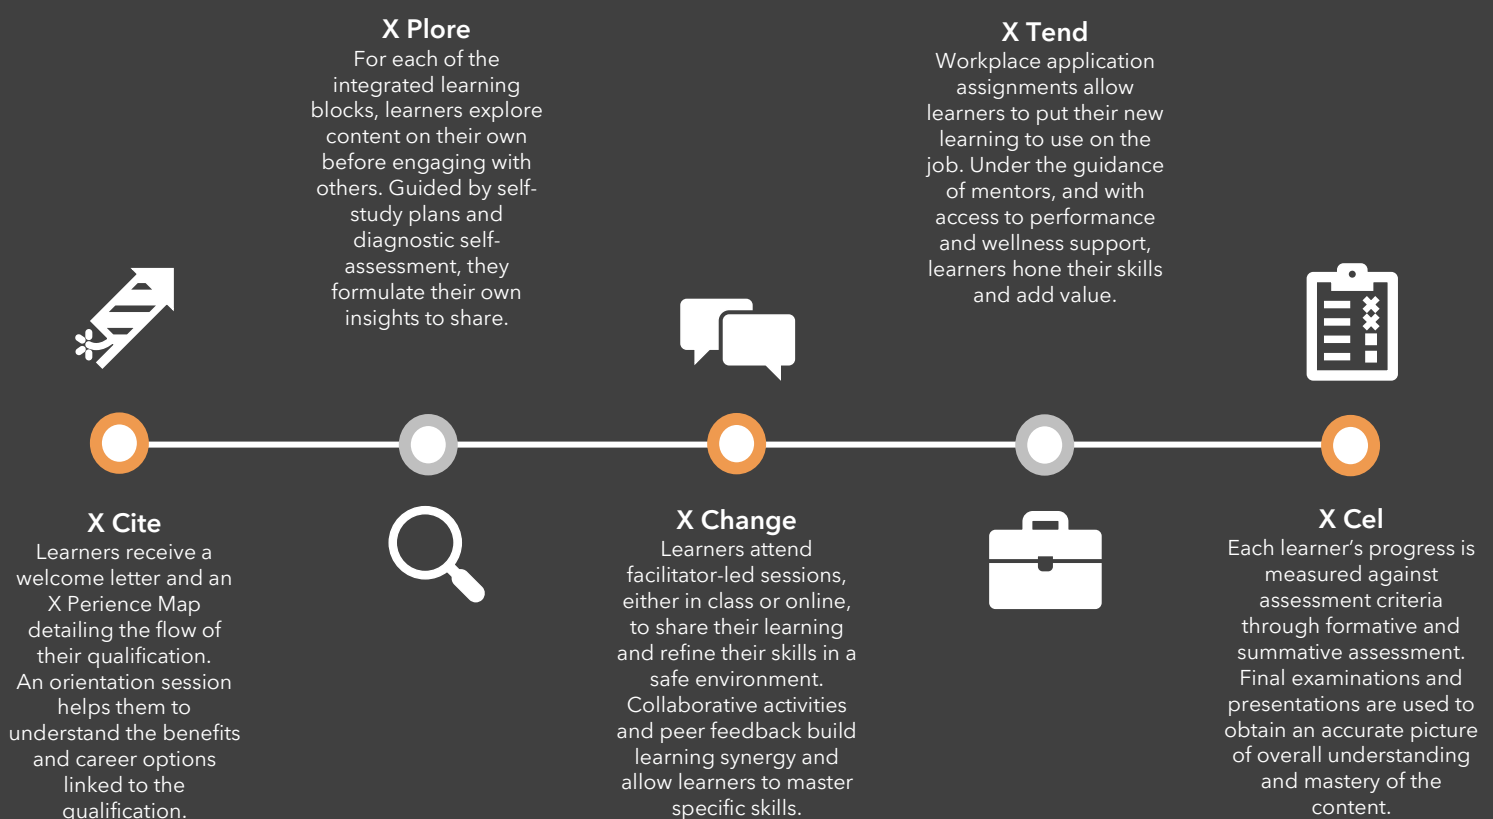 X Cite
Learners receive a
welcome letter and an
X Perience Map
detailing the flow of
their qualification.
An orientation session
helps them to
understand the benefits
and career options
linked to the
qualification.
X Plore
For each of the
integrated learning
blocks, learners explore
content on their own
before engaging with
others. Guided by self-
study plans and
diagnostic self-
assessment, they
formulate their own
insights to share.
X Change
Learners attend
facilitator-led sessions,
either in class or online,
to share their learning
and refine their skills in a
safe environment.
Collaborative activities
and peer feedback build
learning synergy and
allow learners to master
specific skills.
X Tend
Workplace application
assignments allow
learners to put their new
learning to use on the
job. Under the guidance
of mentors, and with
access to performance
and wellness support,
learners hone their skills
and add value.
X Cel
Each learner’s progress is
measured against
assessment criteria
through formative and
summative assessment.
Final examinations and
presentations are used to
obtain an accurate picture
of overall understanding
and mastery of the
content.